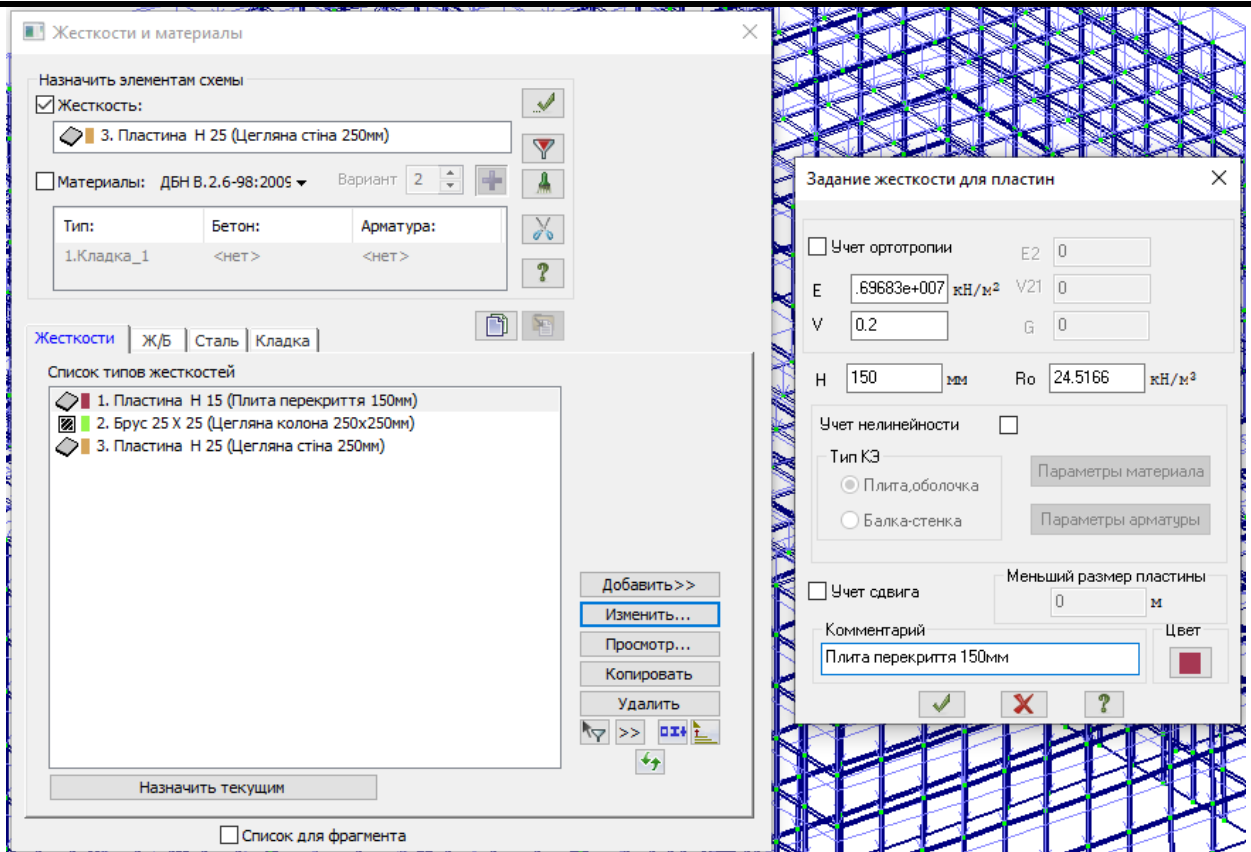 Жесткости и материалы
Назначить элементам схемы
Жесткость:
3. Пластина H 25 (Цегляна стіна 250мм)
Материалы: ДБН В.2.6-98:2009 Вариант 2
Тип: Бетон: Арматура:
1.Кладка_1 <нет> <нет>
?
Жесткости Ж/Б Сталь Кладка
Список типов жесткостей
1. Пластина H 15 (Плита перекриття 150мм)
2. Брус 25 X 25 (Цегляна колона 250x250мм)
3. Пластина H 25 (Цегляна стіна 250мм)
Добавить>>
Изменить...
Просмотр...
Копировать
Удалить
>>
Назначить текущим
Список для фрагмента
Задание жесткости для пластин
Учет ортотропии E2 0
E .69683e+007 кН/м² V21 0
V 0.2 G 0
H 150 мм Ro 24.5166 кН/м³
Учет нелинейности
Тип КЭ
Плита,оболочка Параметры материала
Балка-стенка Параметры арматуры
Учет сдвига Меньший размер пластины
0 м
Комментарий Цвет
Плита перекриття 150мм
?